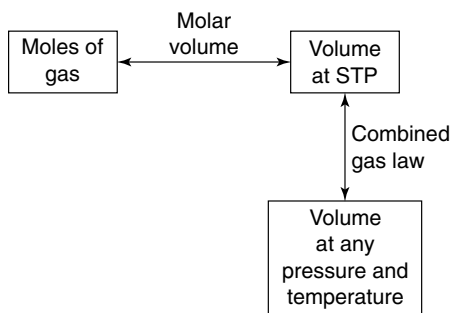 Moles of
gas
Molar
volume
Volume
at STP
Combined
gas law
Volume
at any
pressure and
temperature